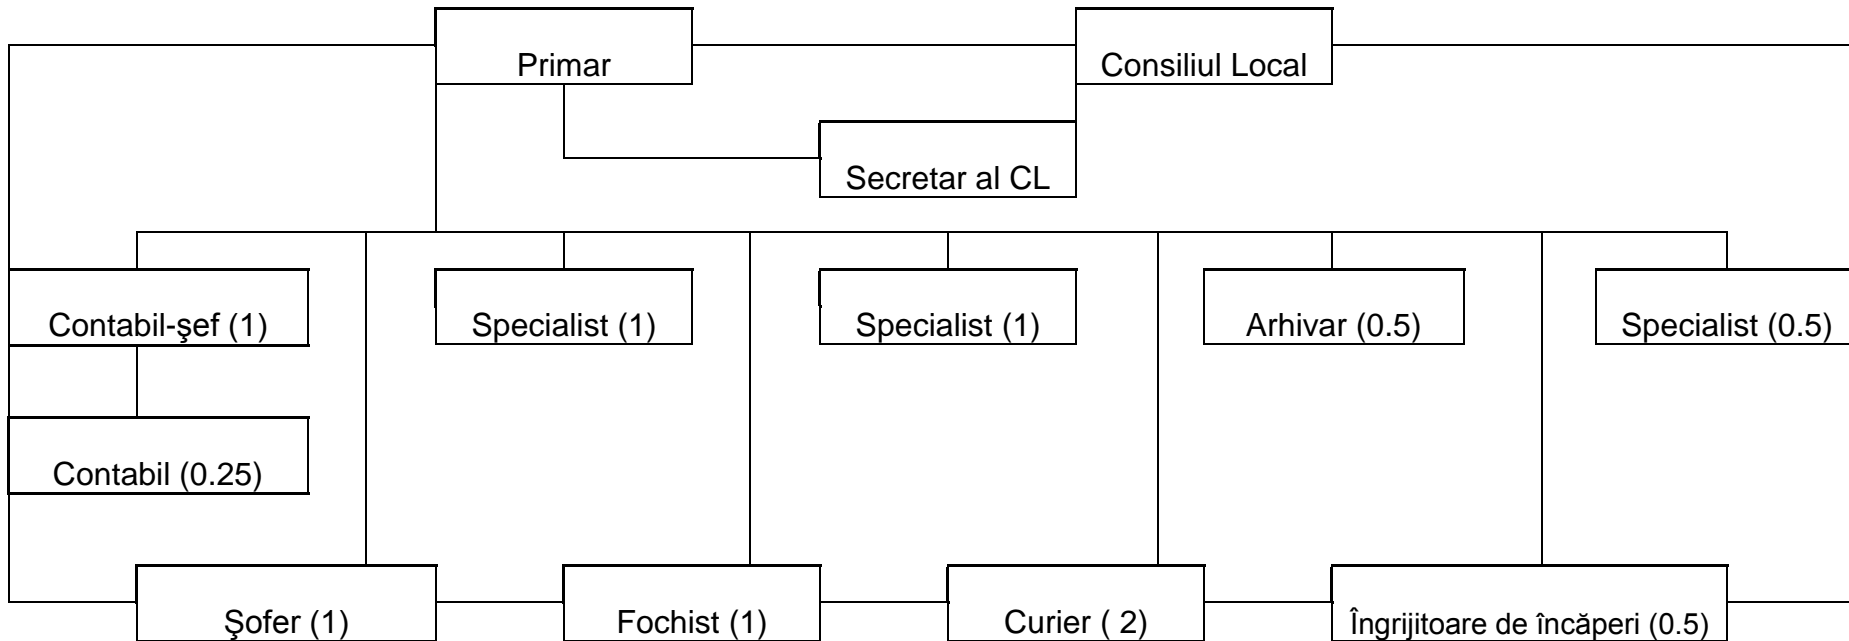 Primar
Consiliul Local
Secretar al CL
Contabil-şef (1)
Specialist (1)
Specialist (1)
Arhivar (0.5)
Specialist (0.5)
Contabil (0.25)
Şofer (1)
Fochist (1)
Curier ( 2)
Îngrijitoare de încăperi (0.5)